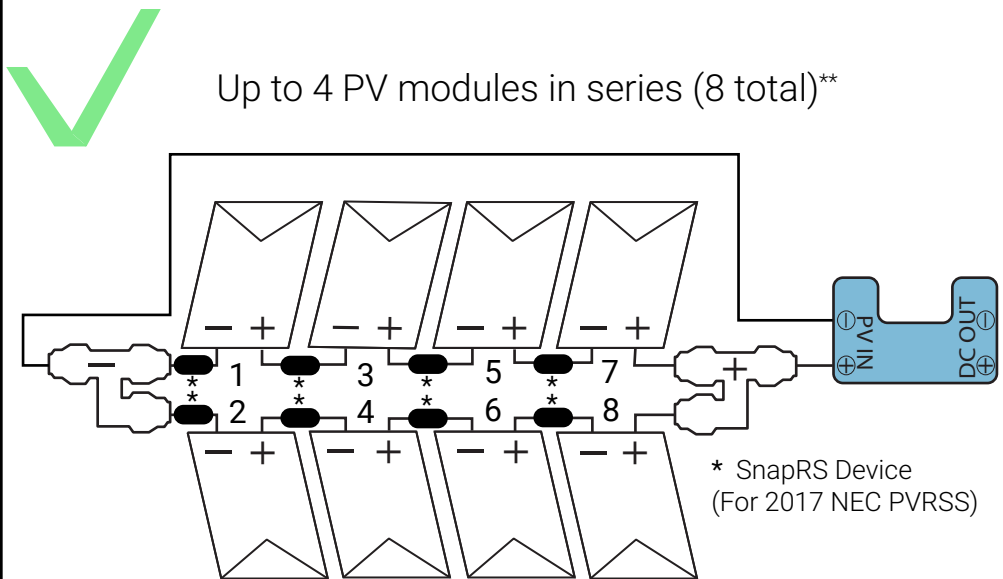 Up to 4 PV modules in series (8 total)**
− + − + − + − +
− +
1 3 5 7
* * * *
* * * *
2 4 6 8
− + − + − + − +
⊖ PV IN ⊕
DC OUT ⊖ ⊕
* SnapRS Device
(For 2017 NEC PVRSS)